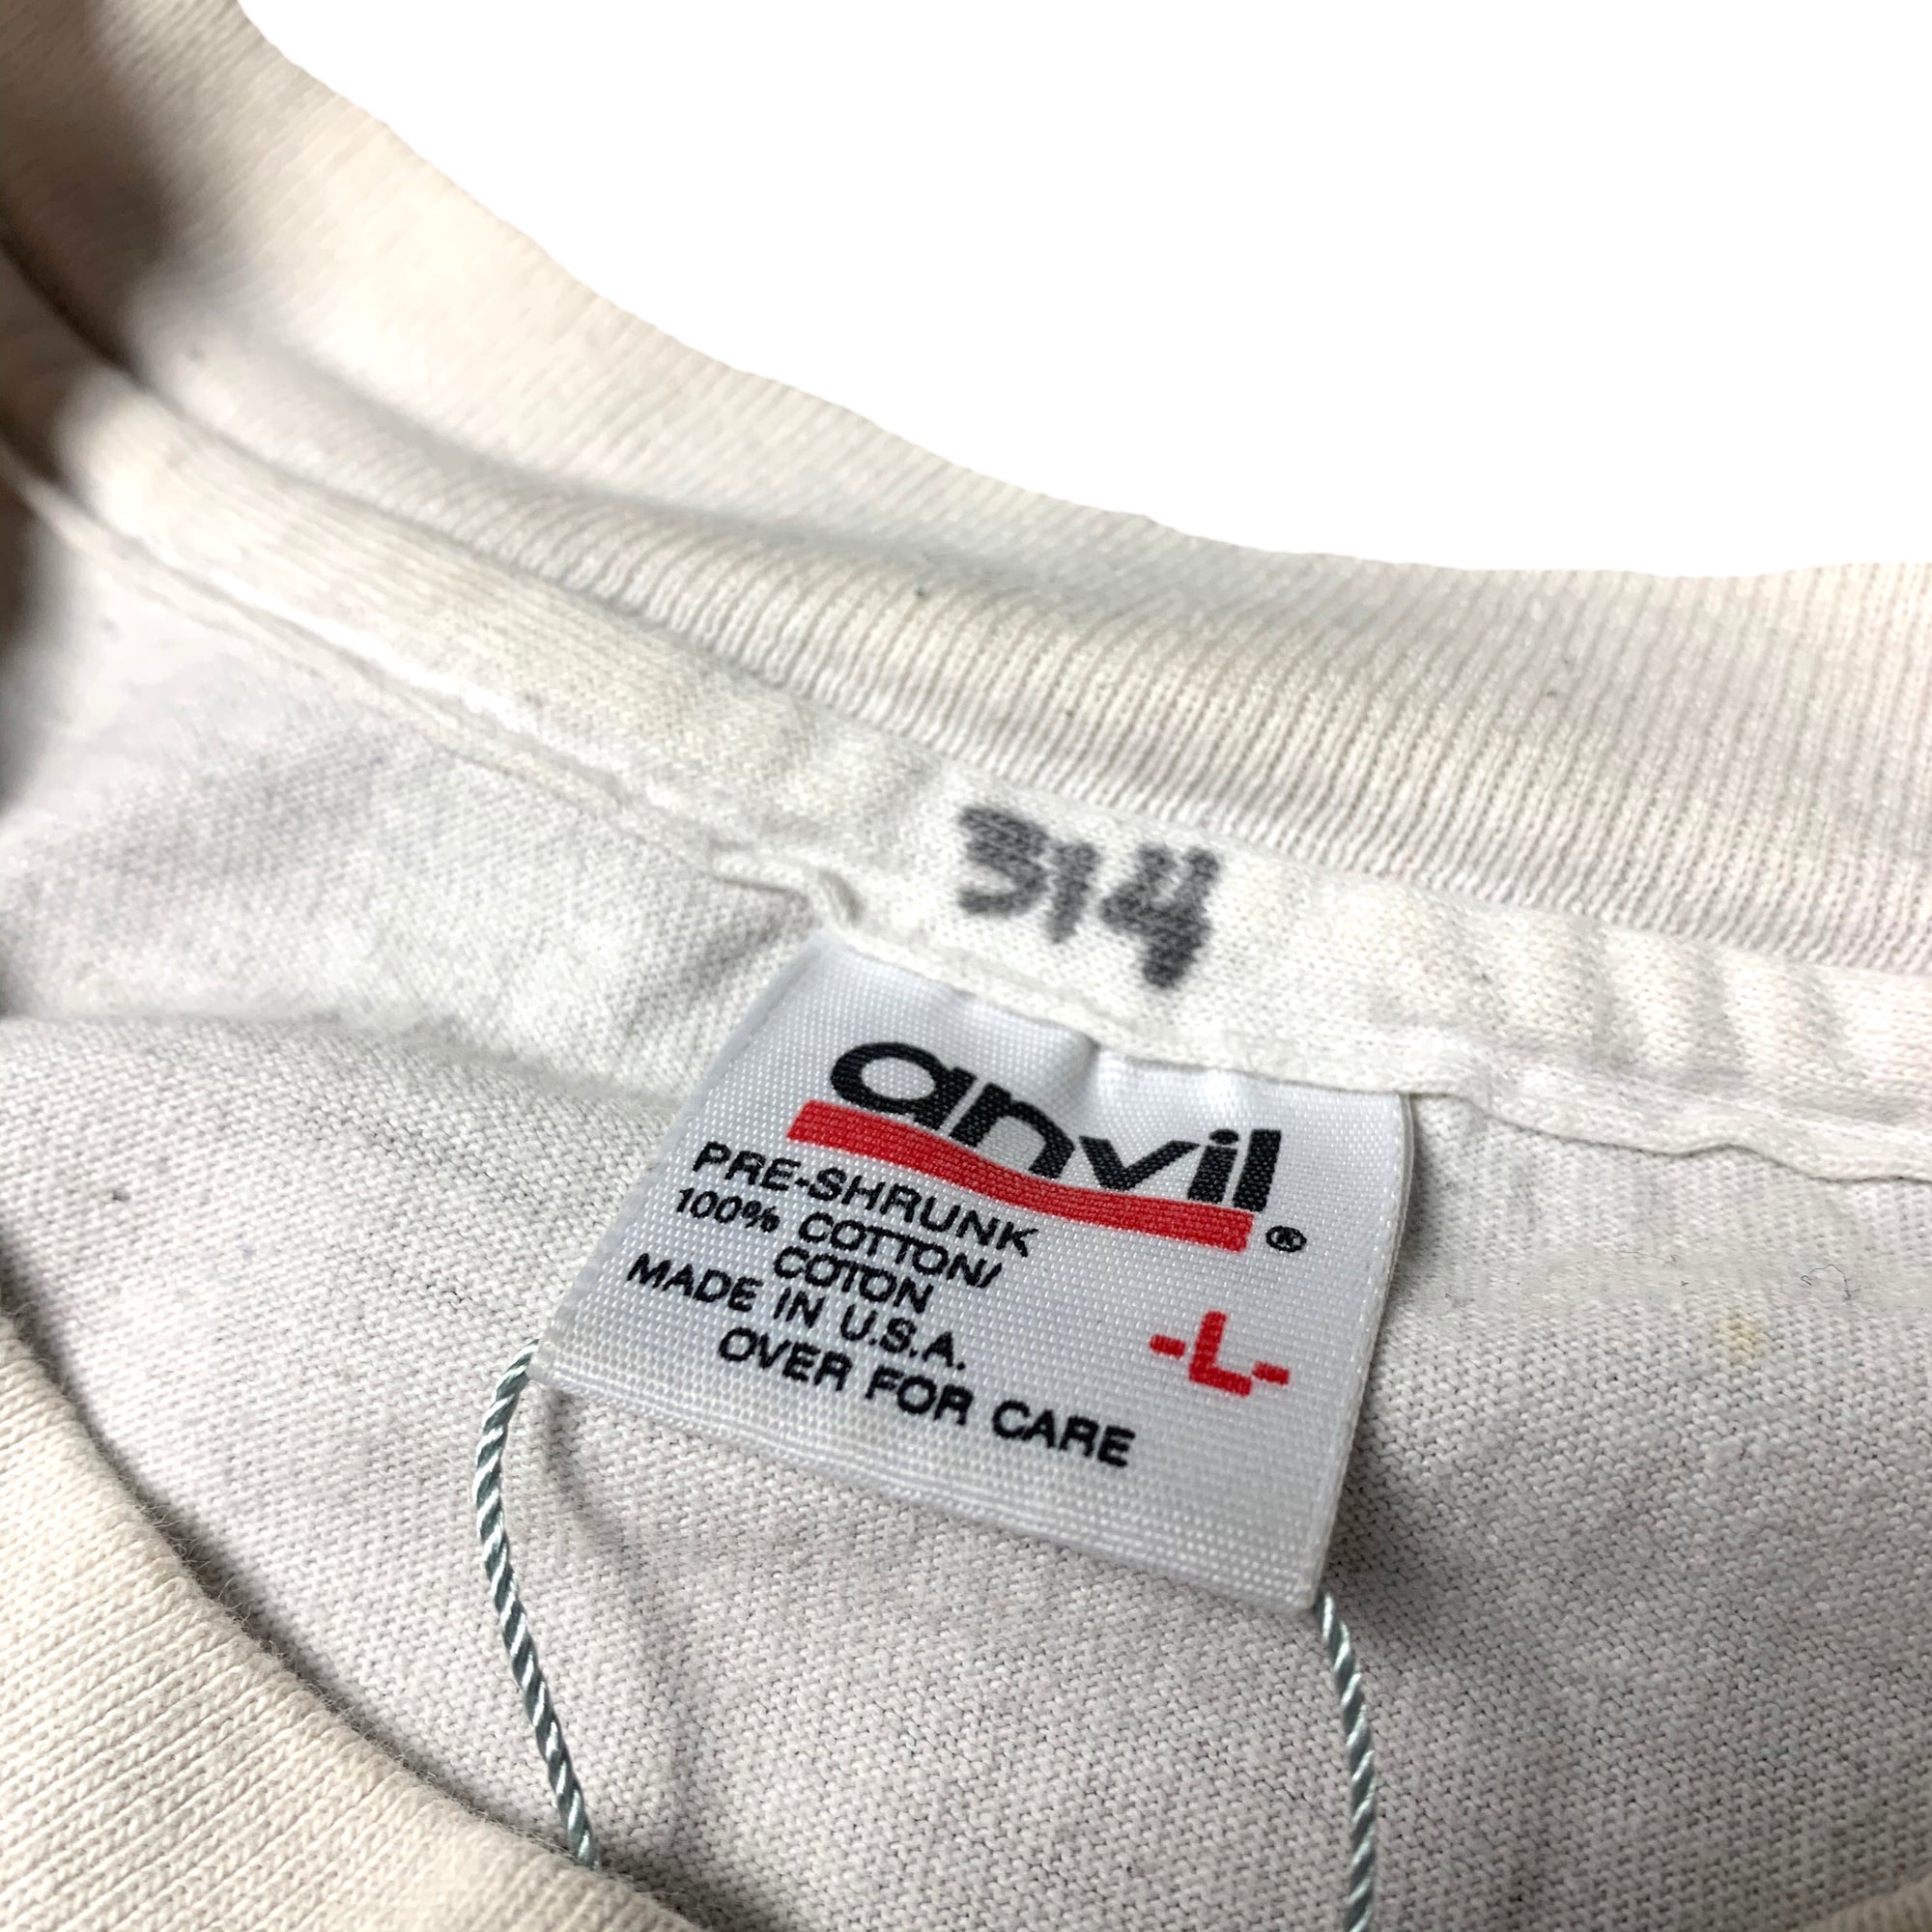 314
anvil®
PRE-SHRUNK
100% COTTON/
COTON
MADE IN U.S.A.
-L-
OVER FOR CARE